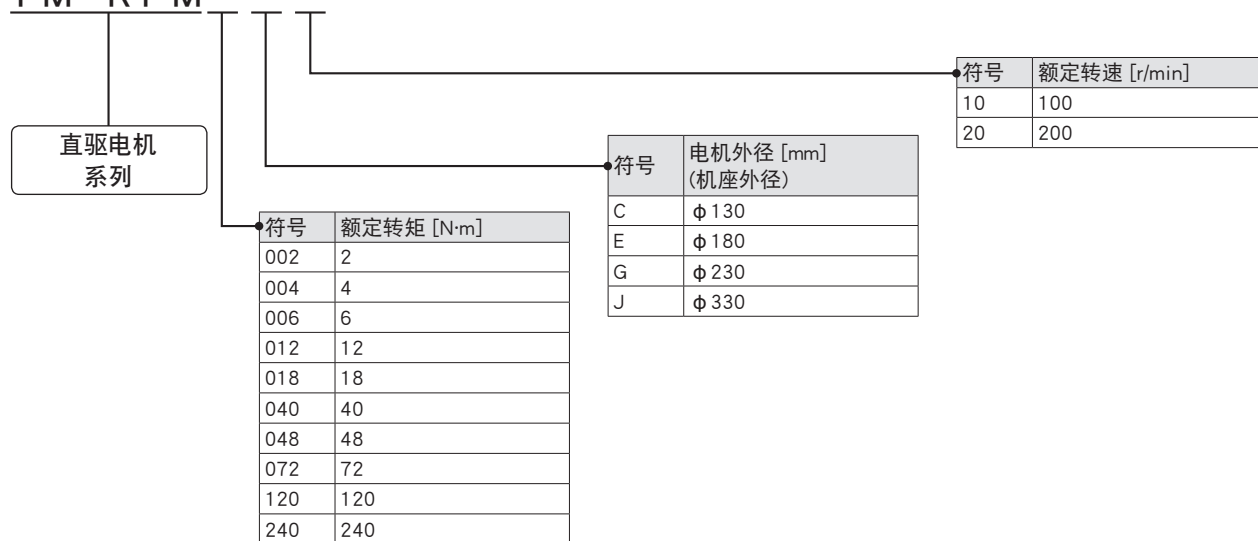 直驱电机
系列
符号 额定转速 [r/min]
10 100
20 200
符号 电机外径 [mm]
(机座外径)
C φ130
E φ180
G φ230
J φ330
符号 额定转矩 [N·m]
002 2
004 4
006 6
012 12
018 18
040 40
048 48
072 72
120 120
240 240